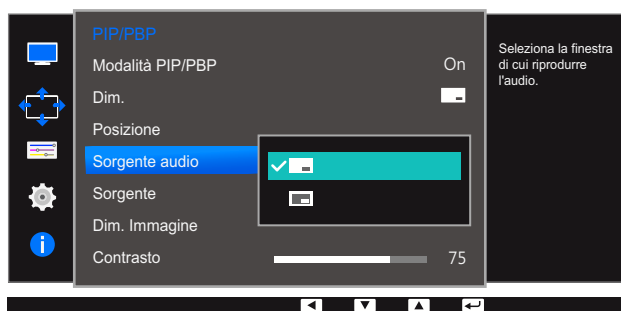 PIP/PBP
Modalità PIP/PBP On
Dim.
Posizione
Sorgente audio
Sorgente
Dim. Immagine
Contrasto 75
Seleziona la finestra
di cui riprodurre
l'audio.